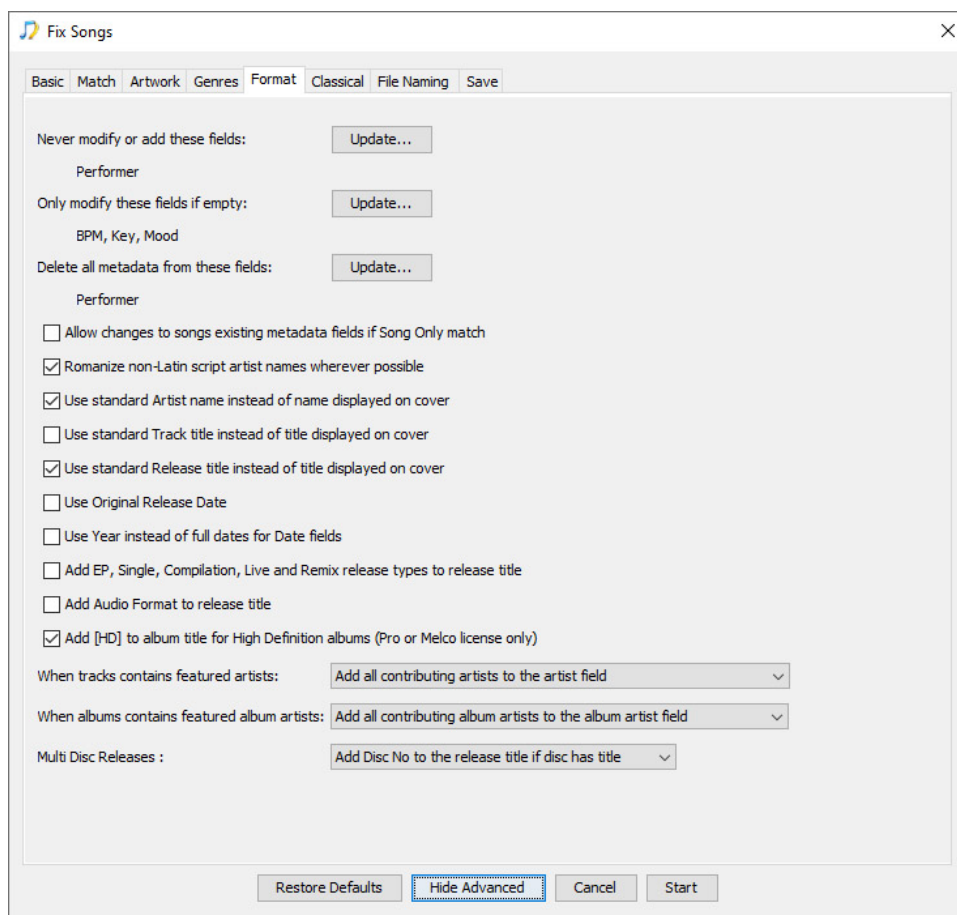 Fix Songs
Basic Match Artwork Genres Format Classical File Naming Save
Never modify or add these fields: Update...
Performer
Only modify these fields if empty: Update...
BPM, Key, Mood
Delete all metadata from these fields: Update...
Performer
Allow changes to songs existing metadata fields if Song Only match
Romanize non-Latin script artist names wherever possible
Use standard Artist name instead of name displayed on cover
Use standard Track title instead of title displayed on cover
Use standard Release title instead of title displayed on cover
Use Original Release Date
Use Year instead of full dates for Date fields
Add EP, Single, Compilation, Live and Remix release types to release title
Add Audio Format to release title
Add [HD] to album title for High Definition albums (Pro or Melco license only)
When tracks contains featured artists: Add all contributing artists to the artist field
When albums contains featured album artists: Add all contributing album artists to the album artist field
Multi Disc Releases : Add Disc No to the release title if disc has title
Restore Defaults Hide Advanced Cancel Start